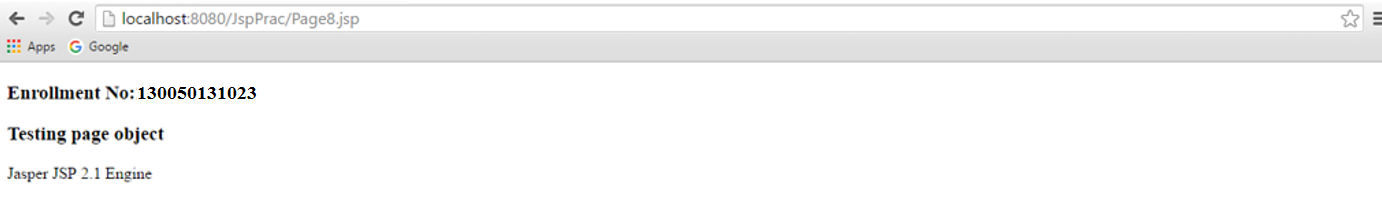 localhost:8080/JspPrac/Page8.jsp
Apps Google
Enrollment No:130050131023
Testing page object
Jasper JSP 2.1 Engine